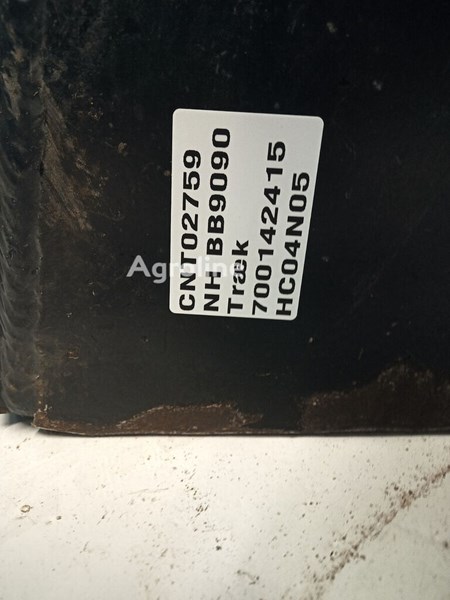 CNT02759
NH BB9090
Træk
700142415
HC04N05
Agroline